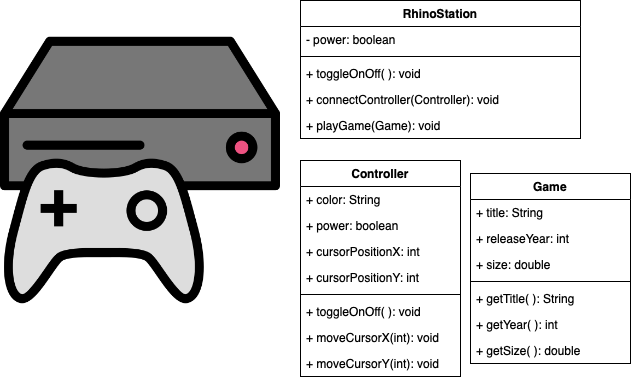 RhinoStation
- power: boolean
+ toggleOnOff( ): void
+ connectController(Controller): void
+ playGame(Game): void
Controller
+ color: String
+ power: boolean
+ cursorPositionX: int
+ cursorPositionY: int
+ toggleOnOff( ): void
+ moveCursorX(int): void
+ moveCursorY(int): void
Game
+ title: String
+ releaseYear: int
+ size: double
+ getTitle( ): String
+ getYear( ): int
+ getSize( ): double